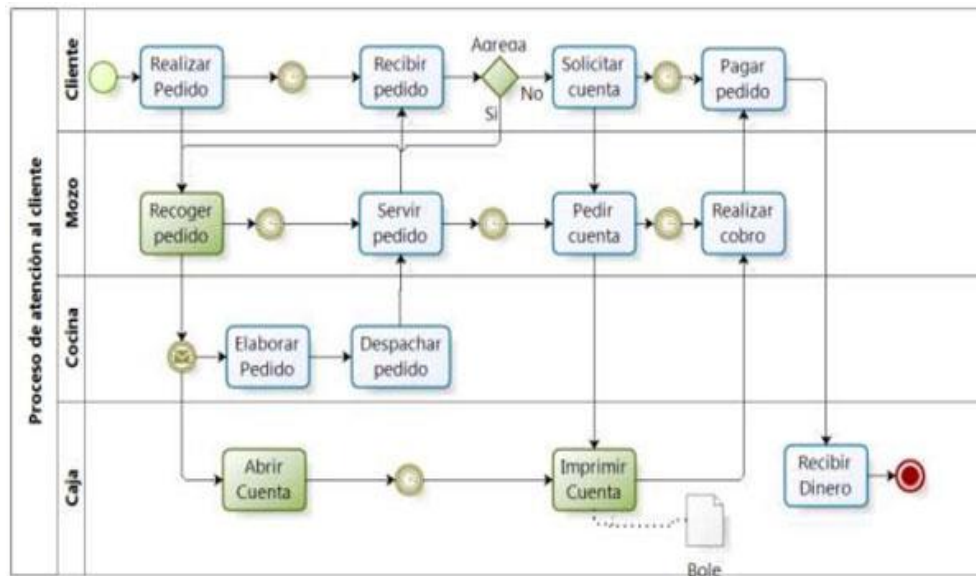 Proceso de atención al cliente
Cliente
Realizar
Pedido
Recibir
pedido
Agrega
Si
No
Solicitar
cuenta
Pagar
pedido
Mozo
Recoger
pedido
Servir
pedido
Pedir
cuenta
Realizar
cobro
Cocina
Elaborar
Pedido
Despachar
pedido
Caja
Abrir
Cuenta
Imprimir
Cuenta
Recibir
Dinero
Bole